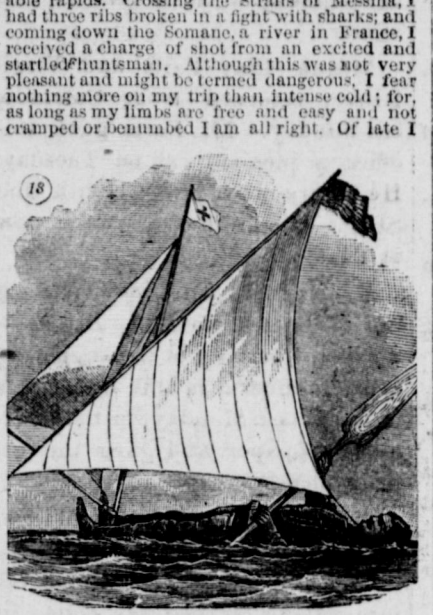 able rapids. Crossing the Straits of Messina, I
had three ribs broken in a fight with sharks; and
coming down the Somane, a river in France, I
received a charge of shot from an excited and
startled huntsman. Although this was not very
pleasant and might be termed dangerous, I fear
nothing more on my trip than intense cold; for,
as long as my limbs are free and easy and not
cramped or benumbed I am all right. Of late I
18